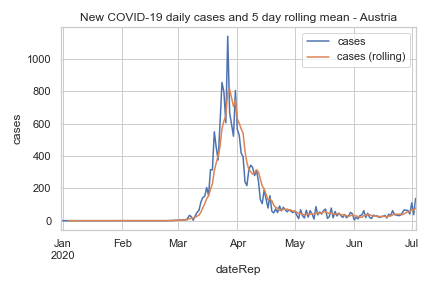 New COVID-19 daily cases and 5 day rolling mean - Austria
cases
cases (rolling)
cases
1000
800
600
400
200
0
Jan Feb Mar Apr May Jun Jul
2020
dateRep